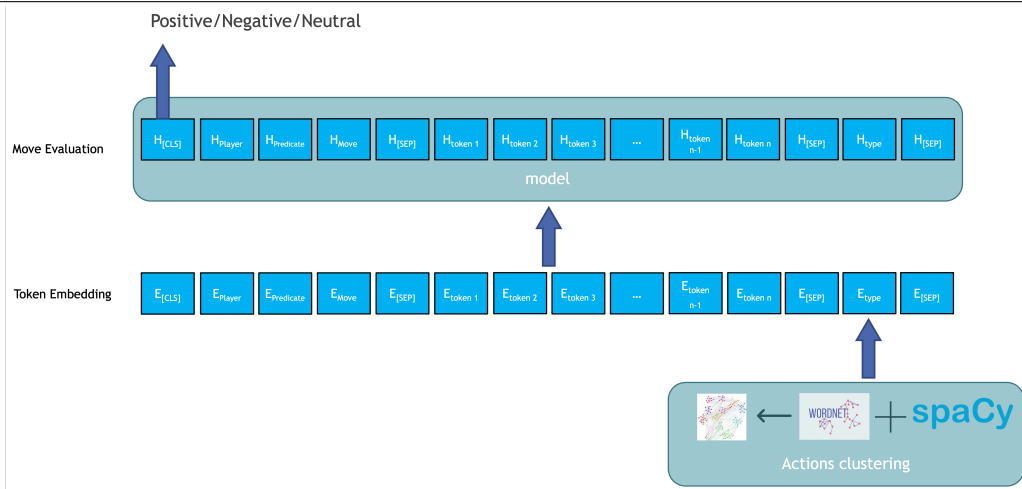 Positive/Negative/Neutral
Move Evaluation
H[CLS] HPlayer HPredicate HMove H[SEP] Htoken 1 Htoken 2 Htoken 3 ... Htoken n-1 Htoken n H[SEP] Htype H[SEP]
model
Token Embedding
E[CLS] EPlayer EPredicate EMove E[SEP] Etoken 1 Etoken 2 Etoken 3 ... Etoken n-1 Etoken n E[SEP] Etype E[SEP]
WORDNET + spaCy
Actions clustering